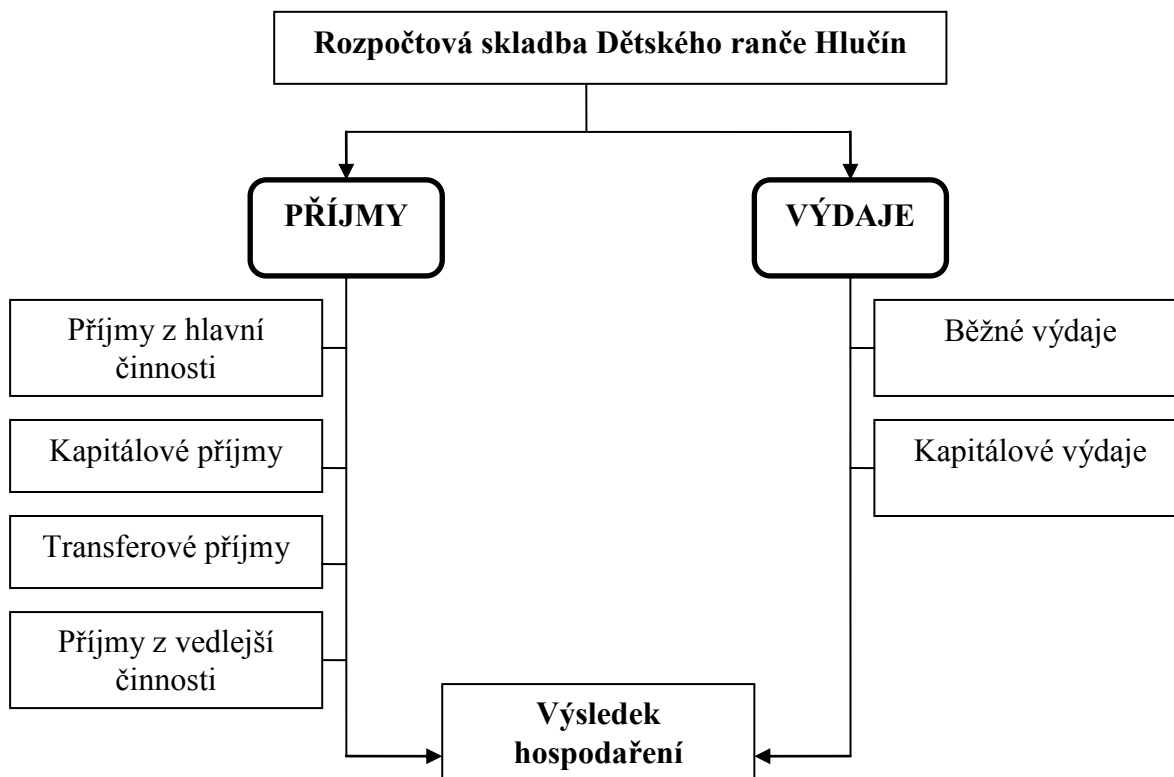 Rozpočtová skladba Dětského ranče Hlučín
PŘÍJMY
VÝDAJE
Příjmy z hlavní
činnosti
Kapitálové příjmy
Transferové příjmy
Příjmy z vedlejší
činnosti
Běžné výdaje
Kapitálové výdaje
Výsledek
hospodaření